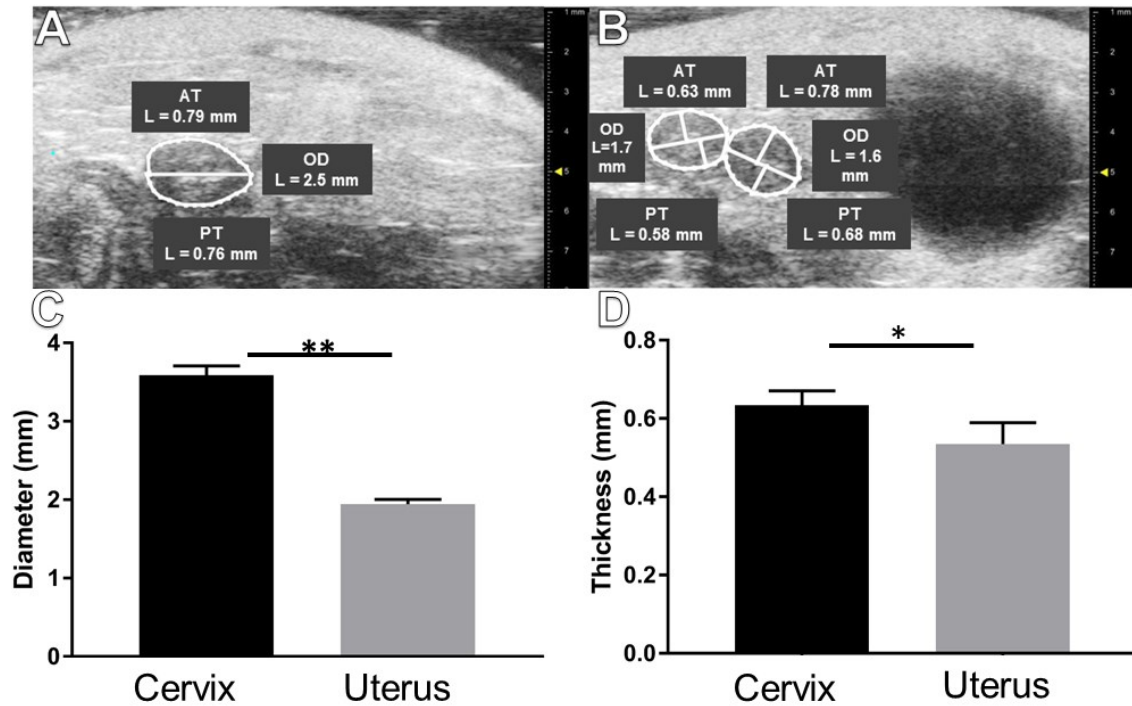 A
1 mm
2
3
4
5
6
7
AT
L = 0.79 mm
OD
L = 2.5 mm
PT
L = 0.76 mm
B
1 mm
2
3
4
5
6
7
AT
L = 0.63 mm
AT
L = 0.78 mm
OD
L=1.7
mm
OD
L = 1.6
mm
PT
L = 0.58 mm
PT
L = 0.68 mm
C
Diameter (mm)
4
3
2
1
0
**
Cervix
Uterus
D
Thickness (mm)
0.8
0.6
0.4
0.2
0.0
*
Cervix
Uterus